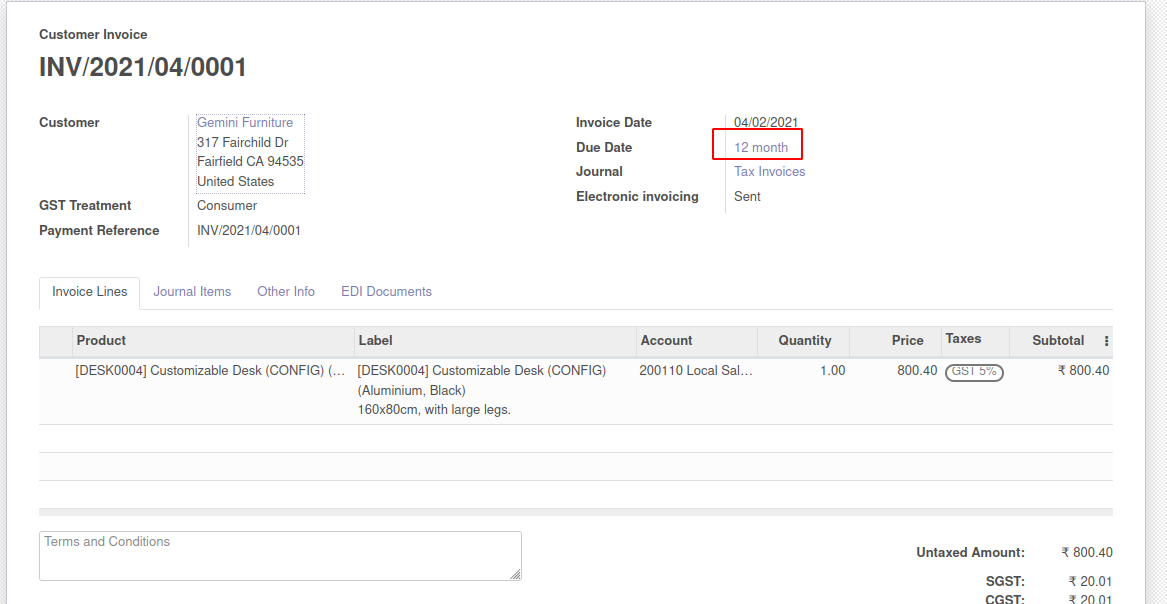 Customer Invoice
INV/2021/04/0001
Customer
Gemini Furniture
317 Fairchild Dr
Fairfield CA 94535
United States
GST Treatment
Consumer
Payment Reference
INV/2021/04/0001
Invoice Date
04/02/2021
Due Date
12 month
Journal
Tax Invoices
Electronic invoicing
Sent
Invoice Lines Journal Items Other Info EDI Documents
Product Label Account Quantity Price Taxes Subtotal
[DESK0004] Customizable Desk (CONFIG) (... [DESK0004] Customizable Desk (CONFIG) 200110 Local Sal... 1.00 800.40 GST 5% ₹ 800.40
(Aluminium, Black)
160x80cm, with large legs.
Terms and Conditions
Untaxed Amount: ₹ 800.40
SGST: ₹ 20.01
CGST: ₹ 20.01